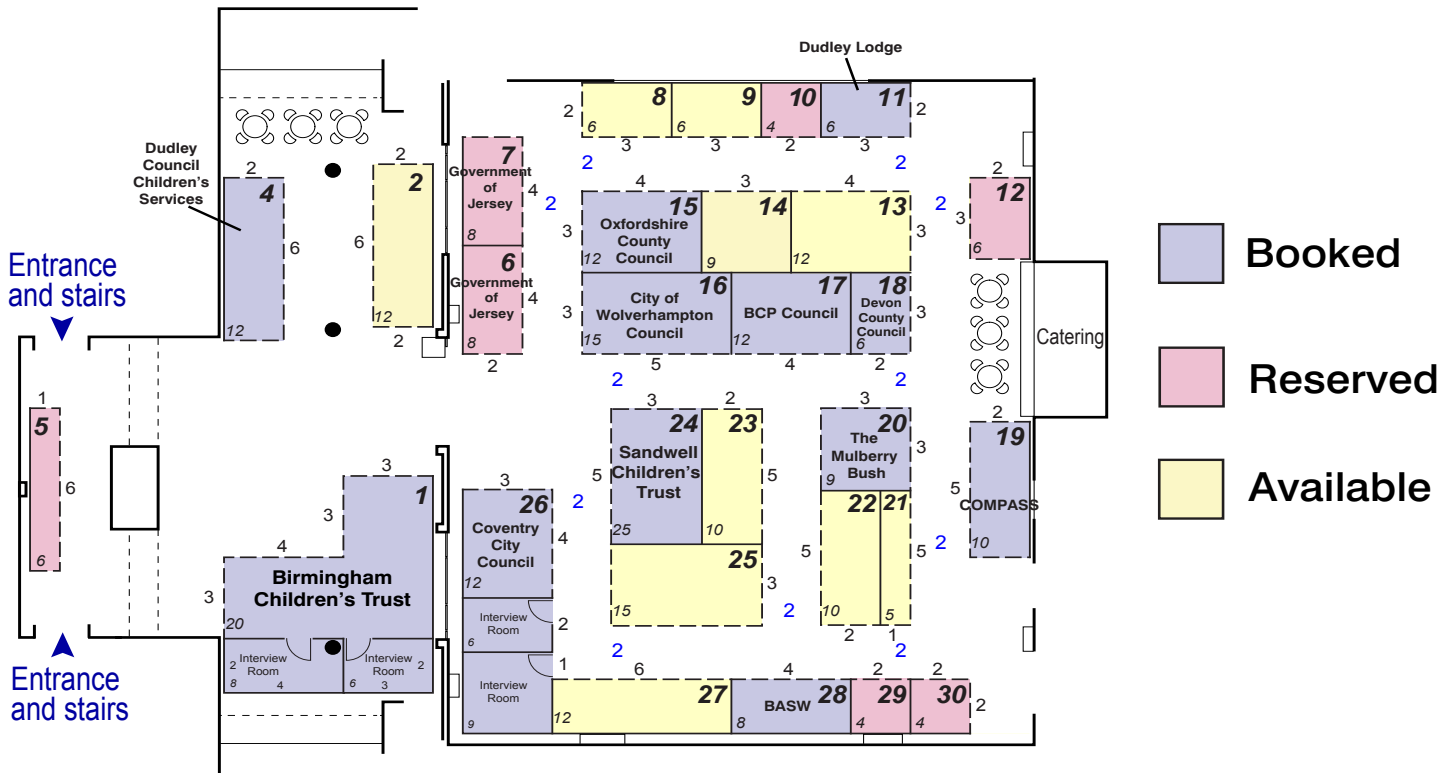 Dudley Lodge
2
8
6
3
9
6
3
10
4
2
11
6
3
2
2
2
Dudley
Council
Children's
Services
2
4
6
12
2
2
6
12
2
7
Government
of
Jersey
4
8
2
6
Government
of
Jersey
4
8
2
4
15
Oxfordshire
County
Council
3
12
3
14
9
4
13
12
3
2
2
12
3
6
16
City of
Wolverhampton
Council
3
15
5
17
BCP Council
12
4
18
Devon
County
Council
6
3
2
2
2
Catering
Entrance
and stairs
1
5
6
6
Entrance
and stairs
3
1
3
4
3
Birmingham
Children's Trust
20
Interview
Room
2
8
4
Interview
Room
2
6
3
3
26
Coventry
City
Council
4
12
2
Interview
Room
6
2
Interview
Room
9
1
3
24
Sandwell
Children's
Trust
5
25
2
23
5
10
25
15
3
2
2
3
20
The
Mulberry
Bush
9
3
22
5
10
2
21
5
5
1
2
2
2
19
5
COMPASS
10
6
27
12
4
28
BASW
8
2
29
4
2
30
4
2
Booked
Reserved
Available